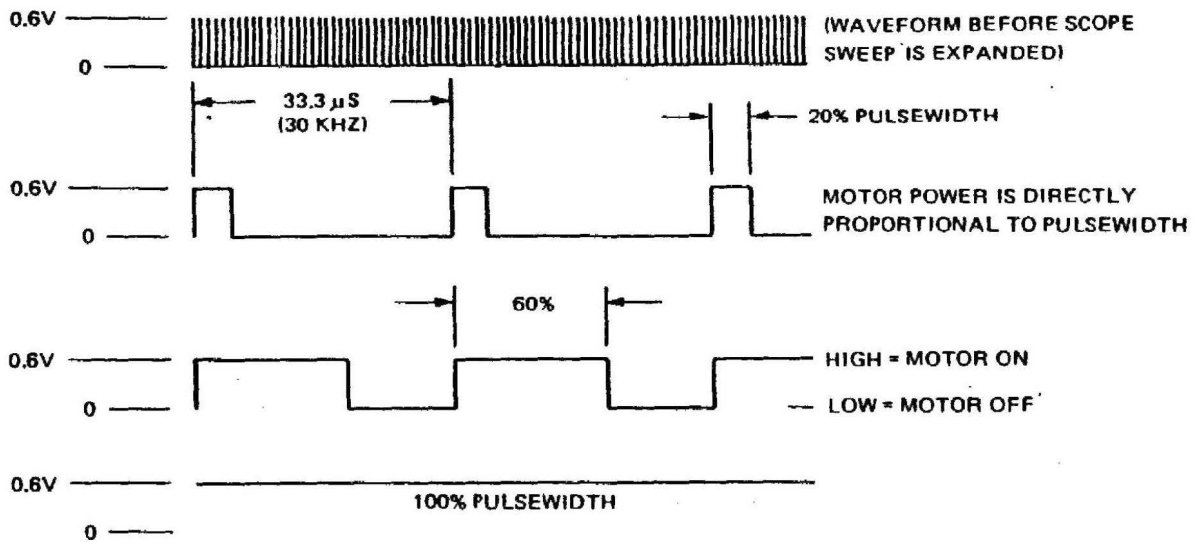 0.6V
0
(WAVEFORM BEFORE SCOPE
SWEEP IS EXPANDED)
33.3 μS
(30 KHZ)
20% PULSEWIDTH
0.6V
0
MOTOR POWER IS DIRECTLY
PROPORTIONAL TO PULSEWIDTH
60%
0.6V
0
HIGH = MOTOR ON
LOW = MOTOR OFF
0.6V
0
100% PULSEWIDTH